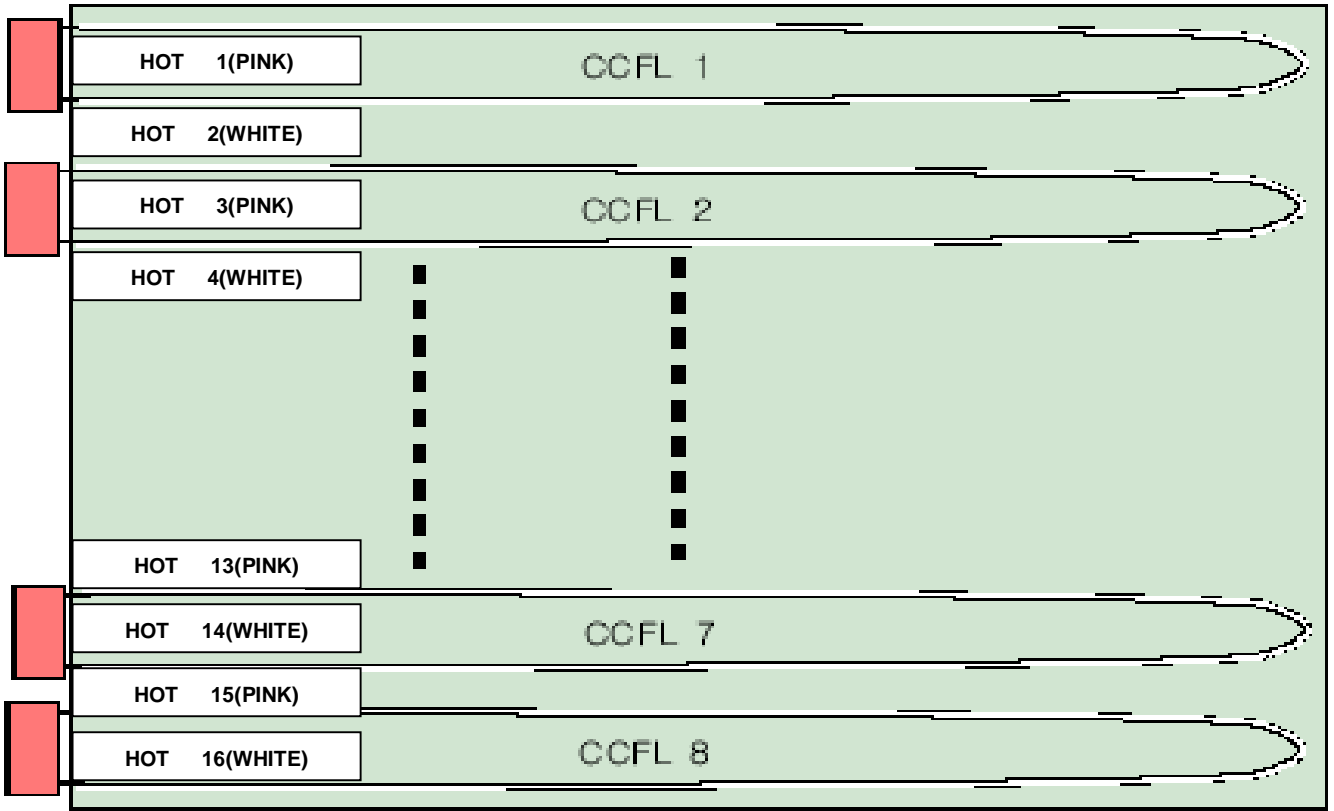 HOT 1(PINK)
CCFL 1
HOT 2(WHITE)
HOT 3(PINK)
CCFL 2
HOT 4(WHITE)
HOT 13(PINK)
HOT 14(WHITE)
CCFL 7
HOT 15(PINK)
HOT 16(WHITE)
CCFL 8